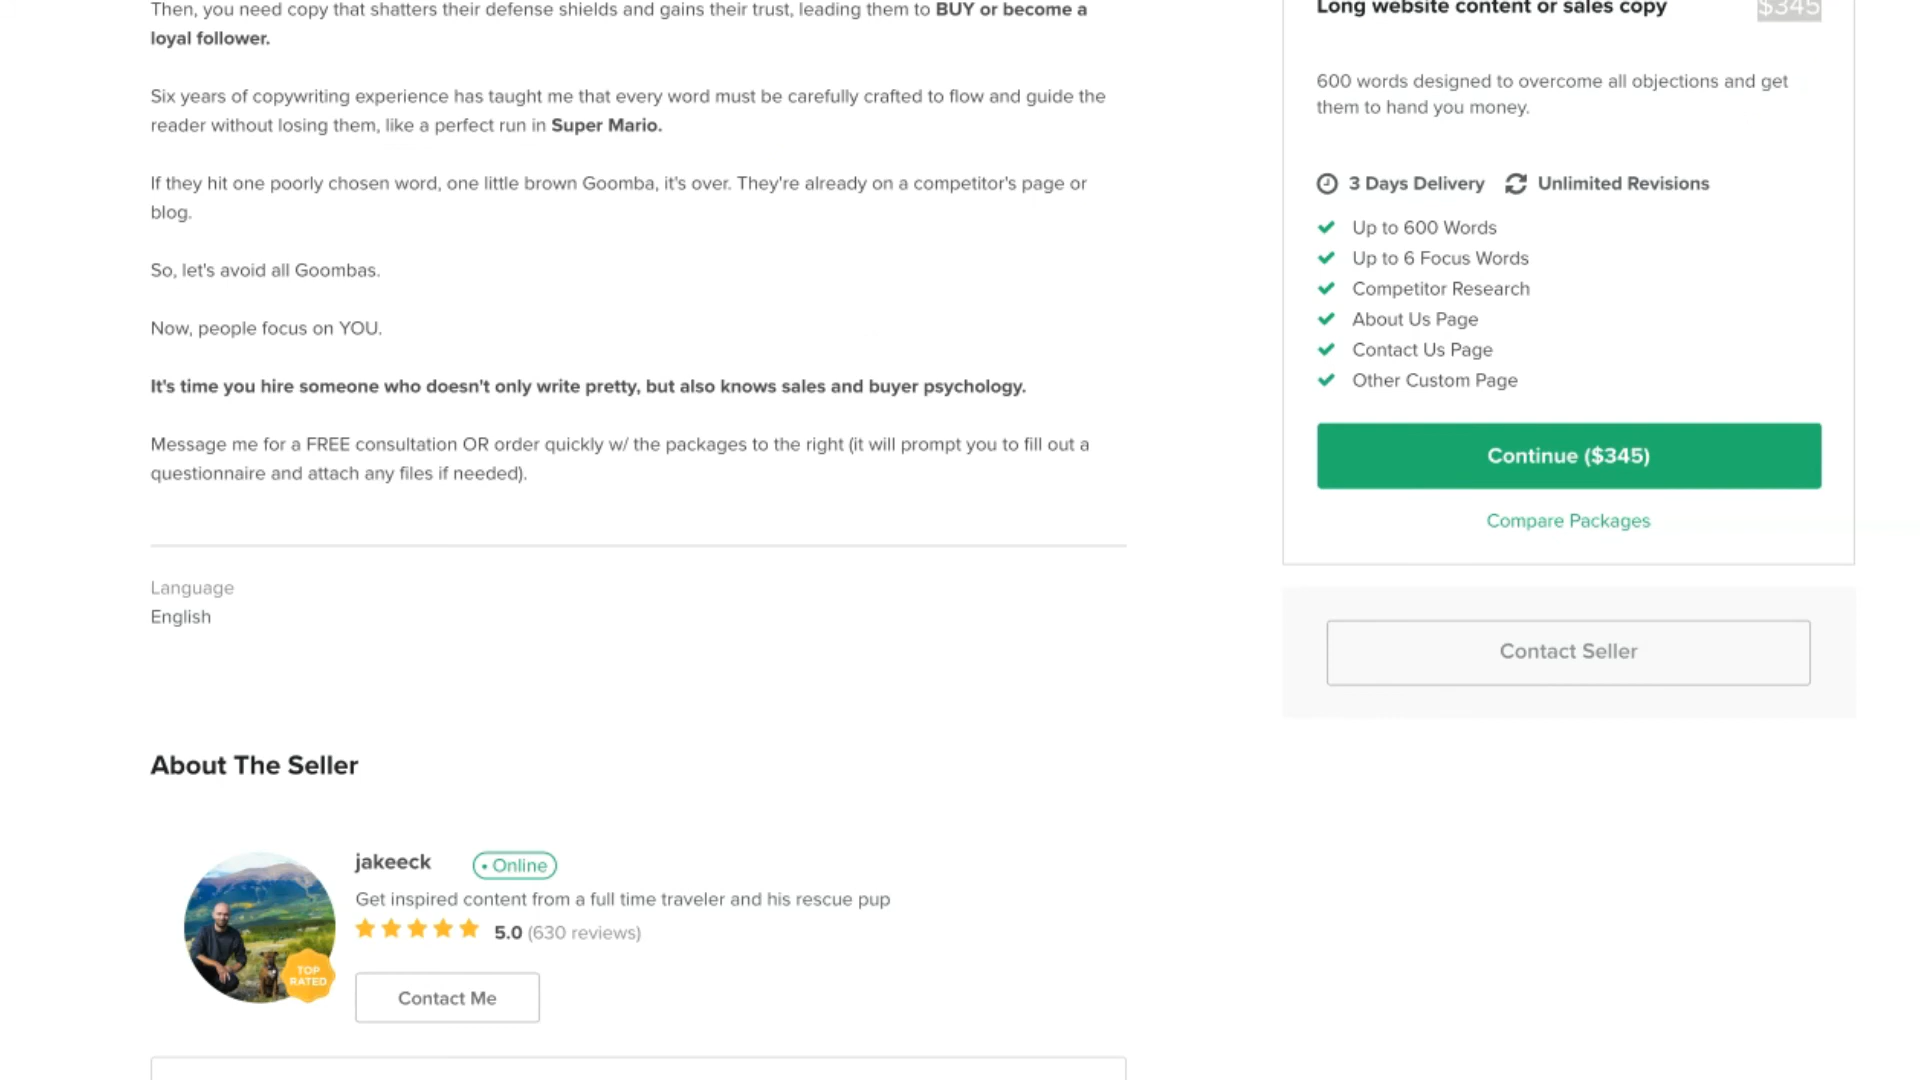 Then, you need copy that shatters their defense shields and gains their trust, leading them to BUY or become a
loyal follower.
Six years of copywriting experience has taught me that every word must be carefully crafted to flow and guide the
reader without losing them, like a perfect run in Super Mario.
If they hit one poorly chosen word, one little brown Goomba, it's over. They're already on a competitor's page or
blog.
So, let's avoid all Goombas.
Now, people focus on YOU.
It's time you hire someone who doesn't only write pretty, but also knows sales and buyer psychology.
Message me for a FREE consultation OR order quickly w/ the packages to the right (it will prompt you to fill out a
questionnaire and attach any files if needed).
Language
English
About The Seller
jakeeck
• Online
Get inspired content from a full time traveler and his rescue pup
5.0 (630 reviews)
TOP
RATED
Contact Me
Long website content or sales copy
$345
600 words designed to overcome all objections and get
them to hand you money.
3 Days Delivery
Unlimited Revisions
Up to 600 Words
Up to 6 Focus Words
Competitor Research
About Us Page
Contact Us Page
Other Custom Page
Continue ($345)
Compare Packages
Contact Seller